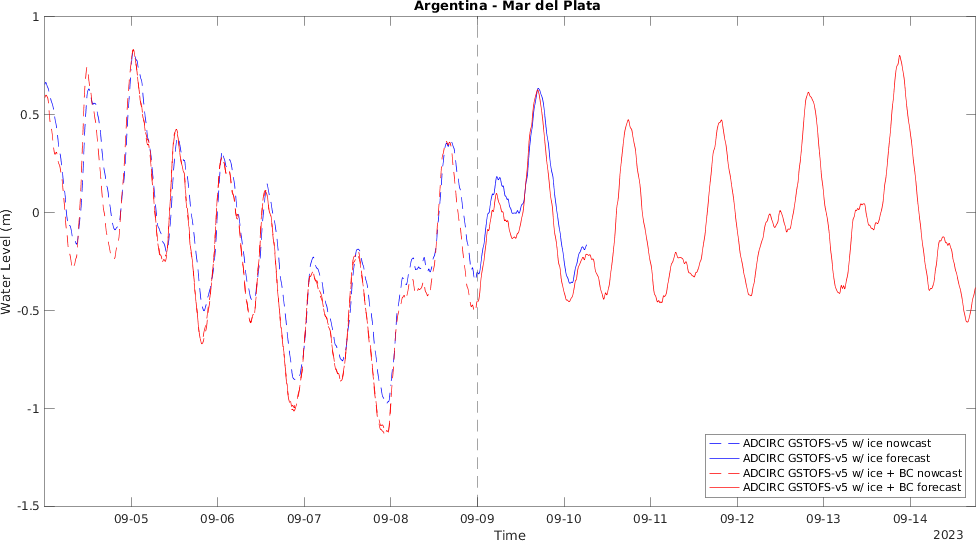 Argentina - Mar del Plata
Water Level (m)
1
0.5
0
-0.5
-1
-1.5
ADCIRC GSTOFS-v5 w/ ice nowcast
ADCIRC GSTOFS-v5 w/ ice forecast
ADCIRC GSTOFS-v5 w/ ice + BC nowcast
ADCIRC GSTOFS-v5 w/ ice + BC forecast
09-05 09-06 09-07 09-08 09-09 09-10 09-11 09-12 09-13 09-14
Time
2023